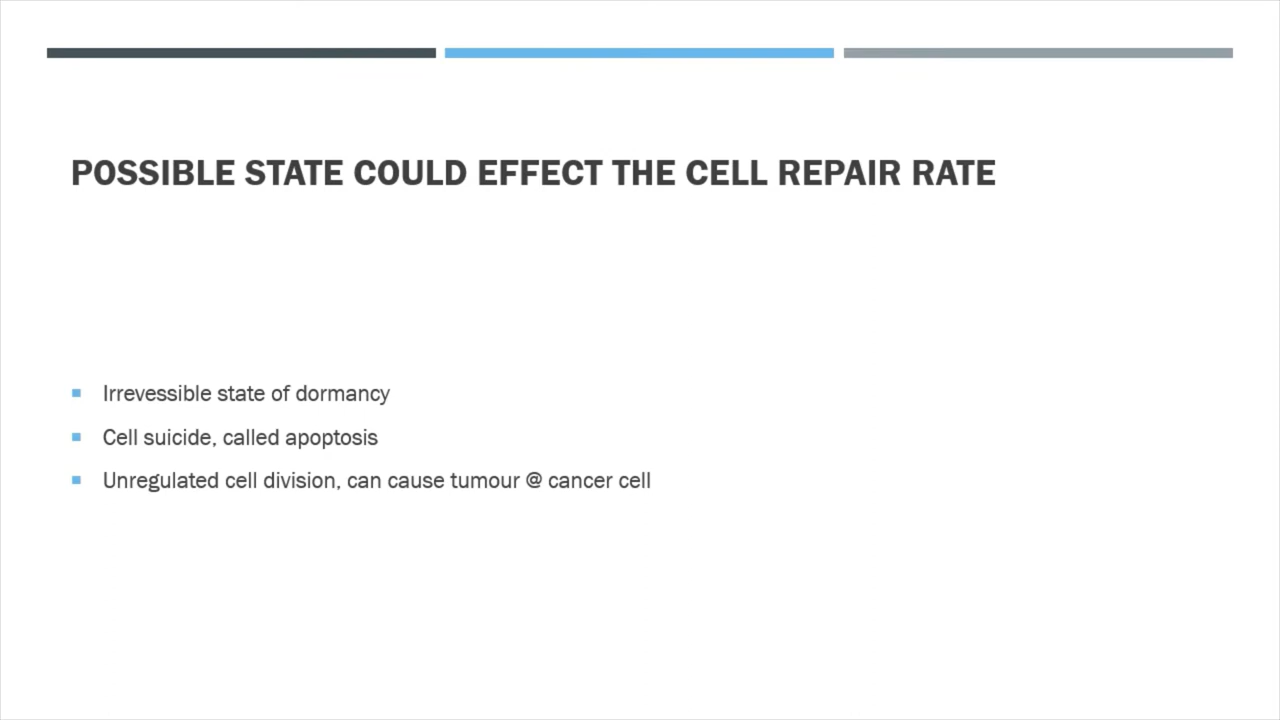 POSSIBLE STATE COULD EFFECT THE CELL REPAIR RATE
Irrevessible state of dormancy
Cell suicide, called apoptosis
Unregulated cell division, can cause tumour @ cancer cell